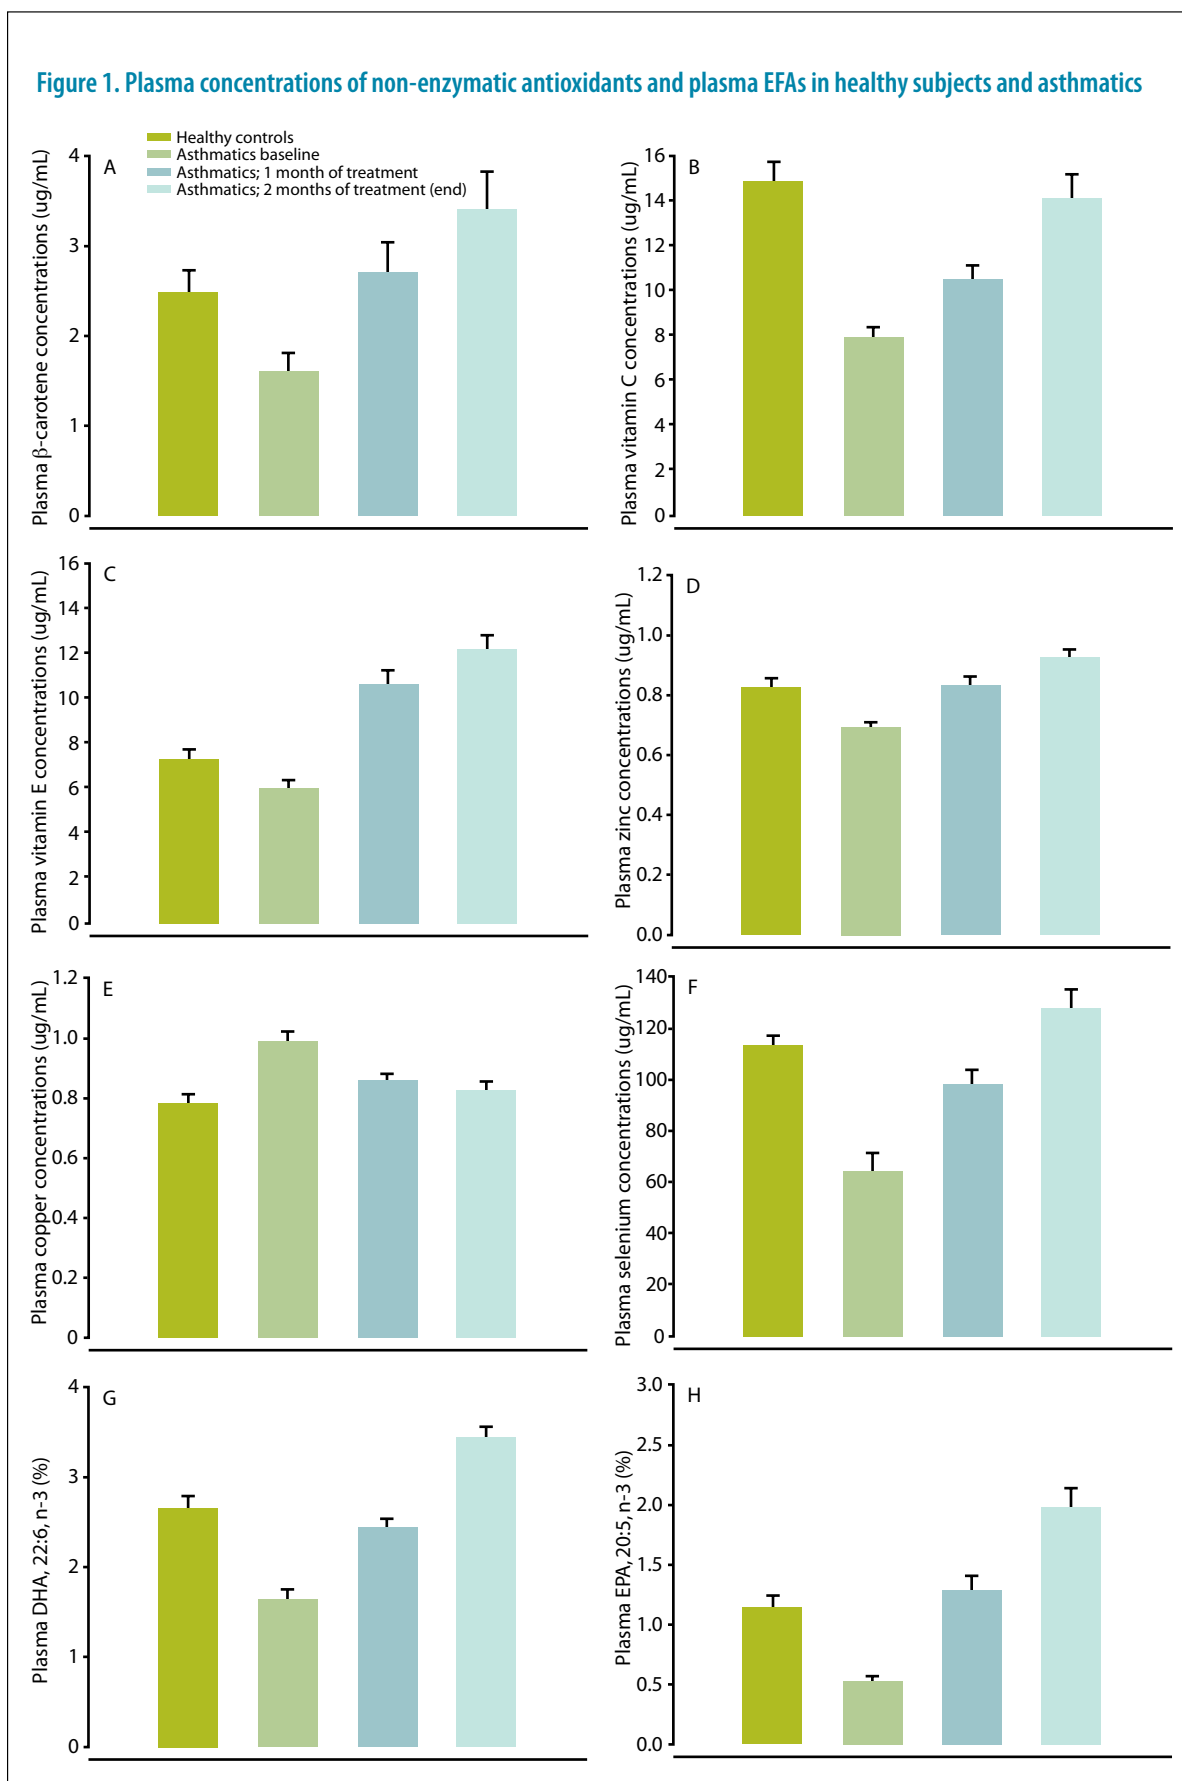 Figure 1. Plasma concentrations of non-enzymatic antioxidants and plasma EFAs in healthy subjects and asthmatics
Healthy controls
Asthmatics baseline
Asthmatics; 1 month of treatment
Asthmatics; 2 months of treatment (end)
A
Plasma β-carotene concentrations (ug/mL)
4
3
2
1
0
B
Plasma vitamin C concentrations (ug/mL)
16
14
12
10
8
6
4
2
0
C
Plasma vitamin E concentrations (ug/mL)
16
14
12
10
8
6
4
2
0
D
Plasma zinc concentrations (ug/mL)
1.2
1.0
0.8
0.6
0.4
0.2
0.0
E
Plasma copper concentrations (ug/mL)
1.2
1.0
0.8
0.6
0.4
0.2
0
F
Plasma selenium concentrations (ug/mL)
140
120
100
80
60
40
20
0
G
Plasma DHA, 22:6, n-3 (%)
4
3
2
1
0
H
Plasma EPA, 20:5, n-3 (%)
3.0
2.5
2.0
1.5
1.0
0.5
0.0